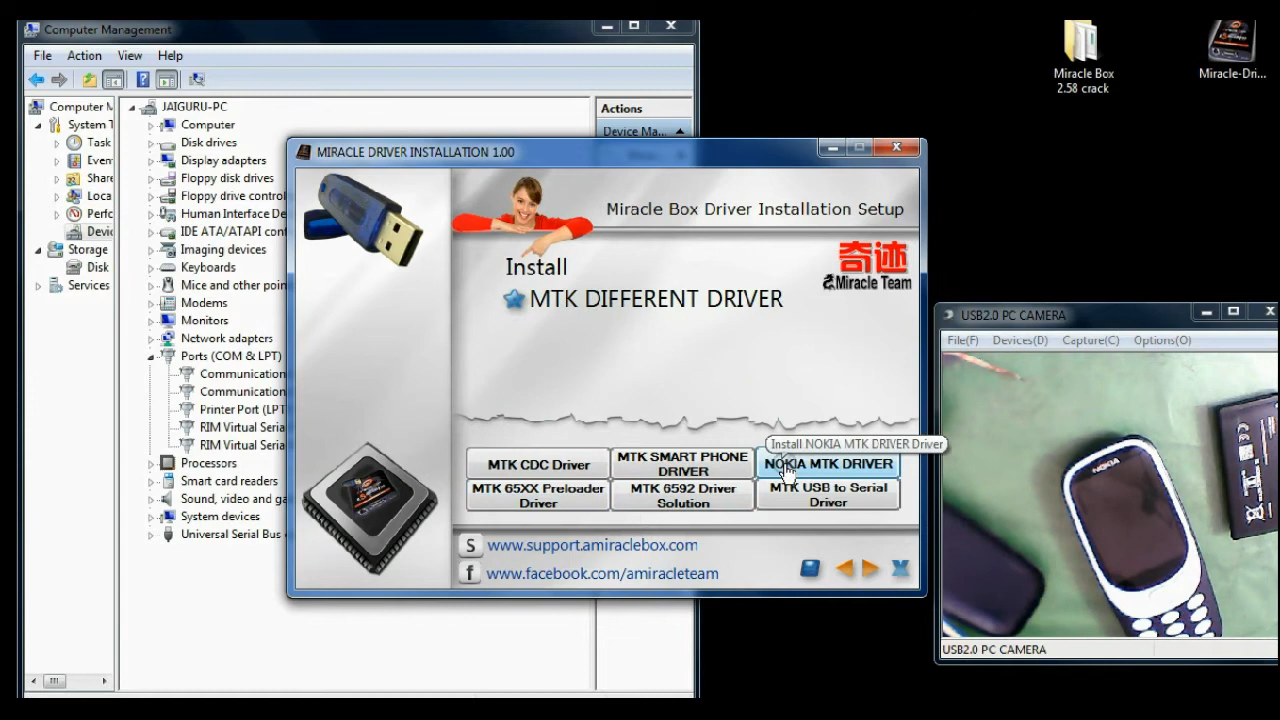 Computer Management
File Action View Help
Computer M
System T
Task
Even
Share
Loca
Perfo
Devic
Storage
Disk
Services
JAIGURU-PC
Computer
Disk drives
Display adapters
Floppy disk drives
Floppy drive contro
Human Interface De
IDE ATA/ATAPI cont
Imaging devices
Keyboards
Mice and other poin
Modems
Monitors
Network adapters
Ports (COM & LPT)
Communication
Communication
Printer Port (LPT
RIM Virtual Seria
RIM Virtual Seria
Processors
Smart card readers
Sound, video and ga
System devices
Universal Serial Bus
Actions
Device Ma...
MIRACLE DRIVER INSTALLATION 1.00
Miracle Box Driver Installation Setup
Install
MTK DIFFERENT DRIVER
奇迹
Miracle Team
Install NOKIA MTK DRIVER Driver
MTK CDC Driver
MTK SMART PHONE
DRIVER
NOKIA MTK DRIVER
MTK 65XX Preloader
Driver
MTK 6592 Driver
Solution
MTK USB to Serial
Driver
S www.support.amiraclebox.com
f www.facebook.com/amiracleteam
Miracle Box
2.58 crack
Miracle-Dri...
USB2.0 PC CAMERA
File(F) Devices(D) Capture(C) Options(O)
NOKIA
USB2.0 PC CAMERA